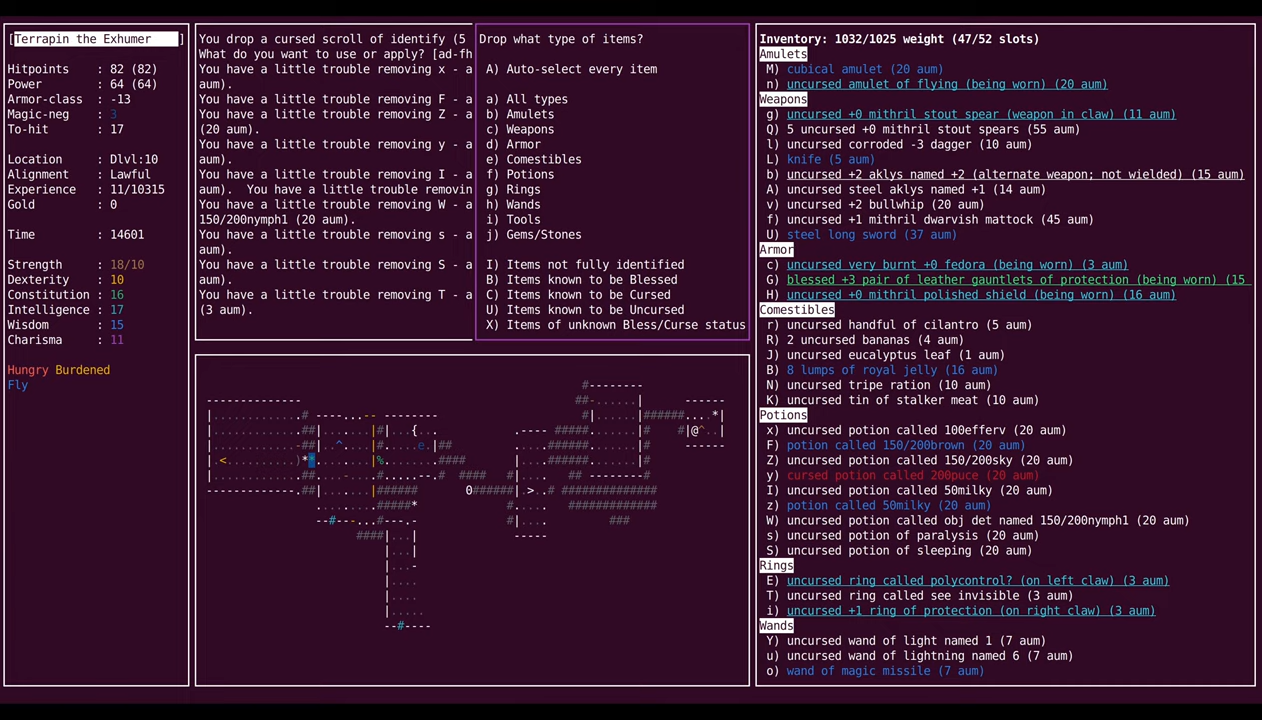 [Terrapin the Exhumer ]
Hitpoints : 82 (82)
Power : 64 (64)
Armor-class : -13
Magic-neg : 3
To-hit : 17
Location : Dlvl:10
Alignment : Lawful
Experience : 11/10315
Gold : 0
Time : 14601
Strength : 18/10
Dexterity : 10
Constitution : 16
Intelligence : 17
Wisdom : 15
Charisma : 11
Hungry Burdened
Fly
You drop a cursed scroll of identify (5
What do you want to use or apply? [ad-fh
You have a little trouble removing x - a
aum).
You have a little trouble removing F - a
You have a little trouble removing Z - a
(20 aum).
You have a little trouble removing y - a
aum).
You have a little trouble removing I - a
aum).  You have a little trouble removin
You have a little trouble removing W - a
150/200nymph1 (20 aum).
You have a little trouble removing s - a
aum).
You have a little trouble removing S - a
aum).
You have a little trouble removing T - a
(3 aum).
Drop what type of items?
A) Auto-select every item
a) All types
b) Amulets
c) Weapons
d) Armor
e) Comestibles
f) Potions
g) Rings
h) Wands
i) Tools
j) Gems/Stones
I) Items not fully identified
B) Items known to be Blessed
C) Items known to be Cursed
U) Items known to be Uncursed
X) Items of unknown Bless/Curse status
Inventory: 1032/1025 weight (47/52 slots)
Amulets
M) cubical amulet (20 aum)
n) uncursed amulet of flying (being worn) (20 aum)
Weapons
g) uncursed +0 mithril stout spear (weapon in claw) (11 aum)
Q) 5 uncursed +0 mithril stout spears (55 aum)
l) uncursed corroded -3 dagger (10 aum)
L) knife (5 aum)
b) uncursed +2 aklys named +2 (alternate weapon; not wielded) (15 aum)
A) uncursed steel aklys named +1 (14 aum)
v) uncursed +2 bullwhip (20 aum)
f) uncursed +1 mithril dwarvish mattock (45 aum)
U) steel long sword (37 aum)
Armor
c) uncursed very burnt +0 fedora (being worn) (3 aum)
G) blessed +3 pair of leather gauntlets of protection (being worn) (15
H) uncursed +0 mithril polished shield (being worn) (16 aum)
Comestibles
r) uncursed handful of cilantro (5 aum)
R) 2 uncursed bananas (4 aum)
J) uncursed eucalyptus leaf (1 aum)
B) 8 lumps of royal jelly (16 aum)
N) uncursed tripe ration (10 aum)
K) uncursed tin of stalker meat (10 aum)
Potions
x) uncursed potion called 100efferv (20 aum)
F) potion called 150/200brown (20 aum)
Z) uncursed potion called 150/200sky (20 aum)
y) cursed potion called 200puce (20 aum)
I) uncursed potion called 50milky (20 aum)
z) potion called 50milky (20 aum)
W) uncursed potion called obj det named 150/200nymph1 (20 aum)
s) uncursed potion of paralysis (20 aum)
S) uncursed potion of sleeping (20 aum)
Rings
E) uncursed ring called polycontrol? (on left claw) (3 aum)
T) uncursed ring called see invisible (3 aum)
i) uncursed +1 ring of protection (on right claw) (3 aum)
Wands
Y) uncursed wand of light named 1 (7 aum)
u) uncursed wand of lightning named 6 (7 aum)
o) wand of magic missile (7 aum)